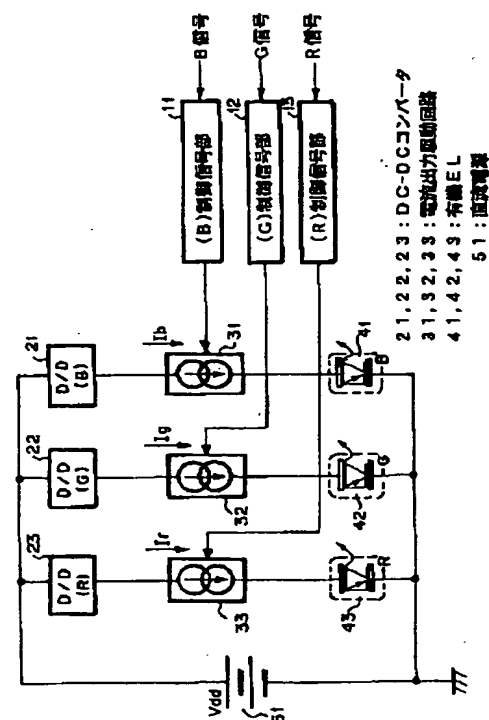 B信号
G信号
R信号
11
(B)制御信号部
12
(G)制御信号部
13
(R)制御信号部
21
D/D
(B)
22
D/D
(G)
23
D/D
(R)
Ib
31
Ig
32
Ir
33
41
B
42
G
43
R
Vdd
51
21,22,23:DC-DCコンバータ
31,32,33:電流出力駆動回路
41,42,43:有機EL
51:直流電源